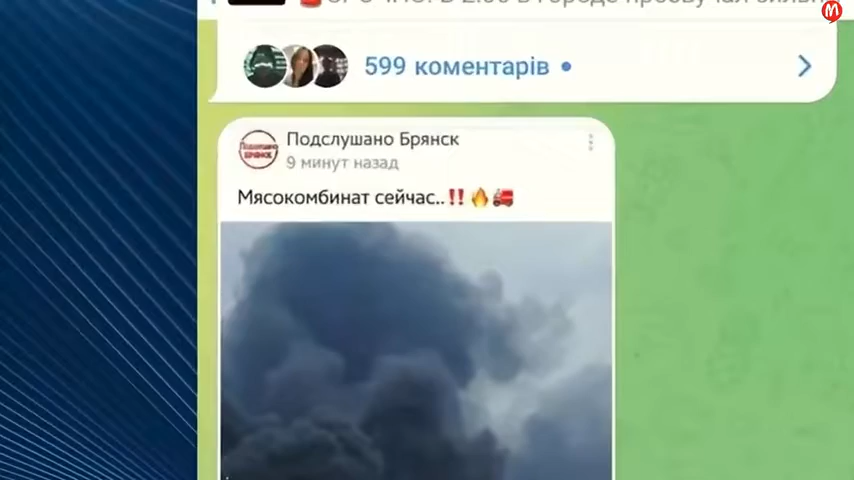 599 коментарів
Подслушано Брянск
9 минут назад
Мясокомбинат сейчас..‼️🔥🚒